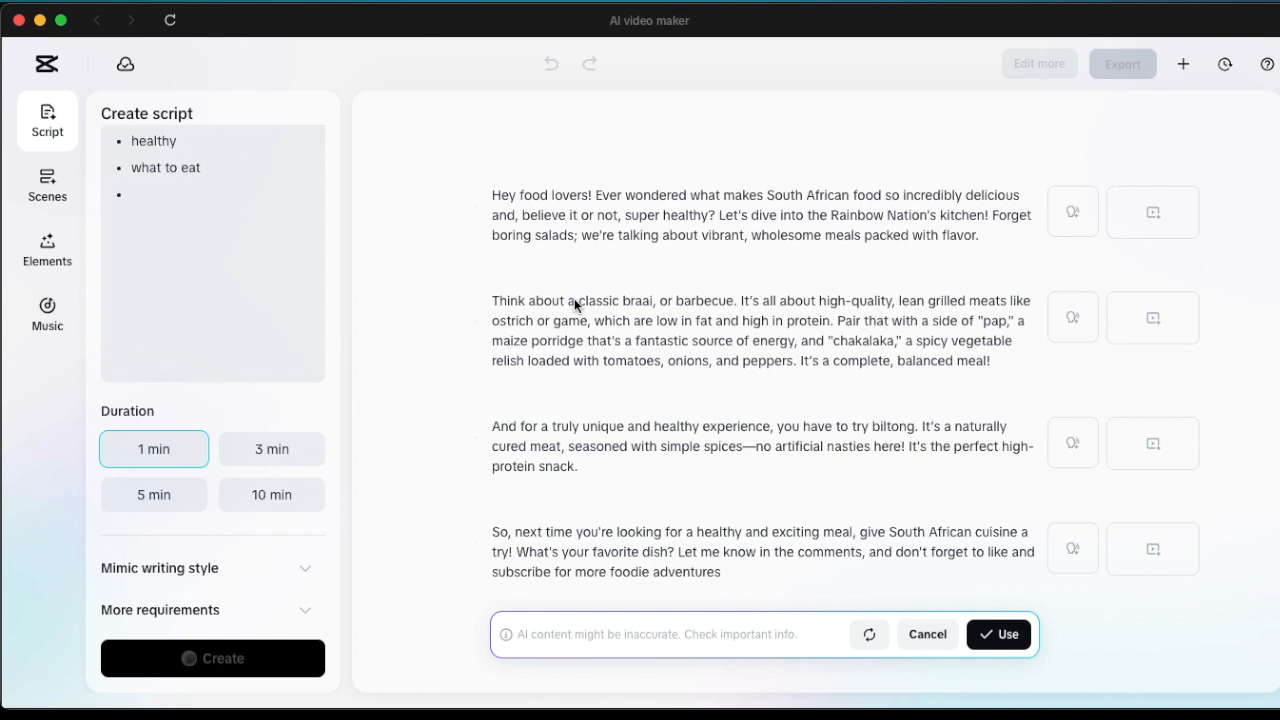 AI video maker
Edit more
Export
Script
Scenes
Elements
Music
Create script
• healthy
• what to eat
•
Duration
1 min
3 min
5 min
10 min
Mimic writing style
More requirements
Create
Hey food lovers! Ever wondered what makes South African food so incredibly delicious
and, believe it or not, super healthy? Let's dive into the Rainbow Nation's kitchen! Forget
boring salads; we're talking about vibrant, wholesome meals packed with flavor.
Think about a classic braai, or barbecue. It's all about high-quality, lean grilled meats like
ostrich or game, which are low in fat and high in protein. Pair that with a side of "pap," a
maize porridge that's a fantastic source of energy, and "chakalaka," a spicy vegetable
relish loaded with tomatoes, onions, and peppers. It's a complete, balanced meal!
And for a truly unique and healthy experience, you have to try biltong. It's a naturally
cured meat, seasoned with simple spices—no artificial nasties here! It's the perfect high-
protein snack.
So, next time you're looking for a healthy and exciting meal, give South African cuisine a
try! What's your favorite dish? Let me know in the comments, and don't forget to like and
subscribe for more foodie adventures
AI content might be inaccurate. Check important info.
Cancel
Use